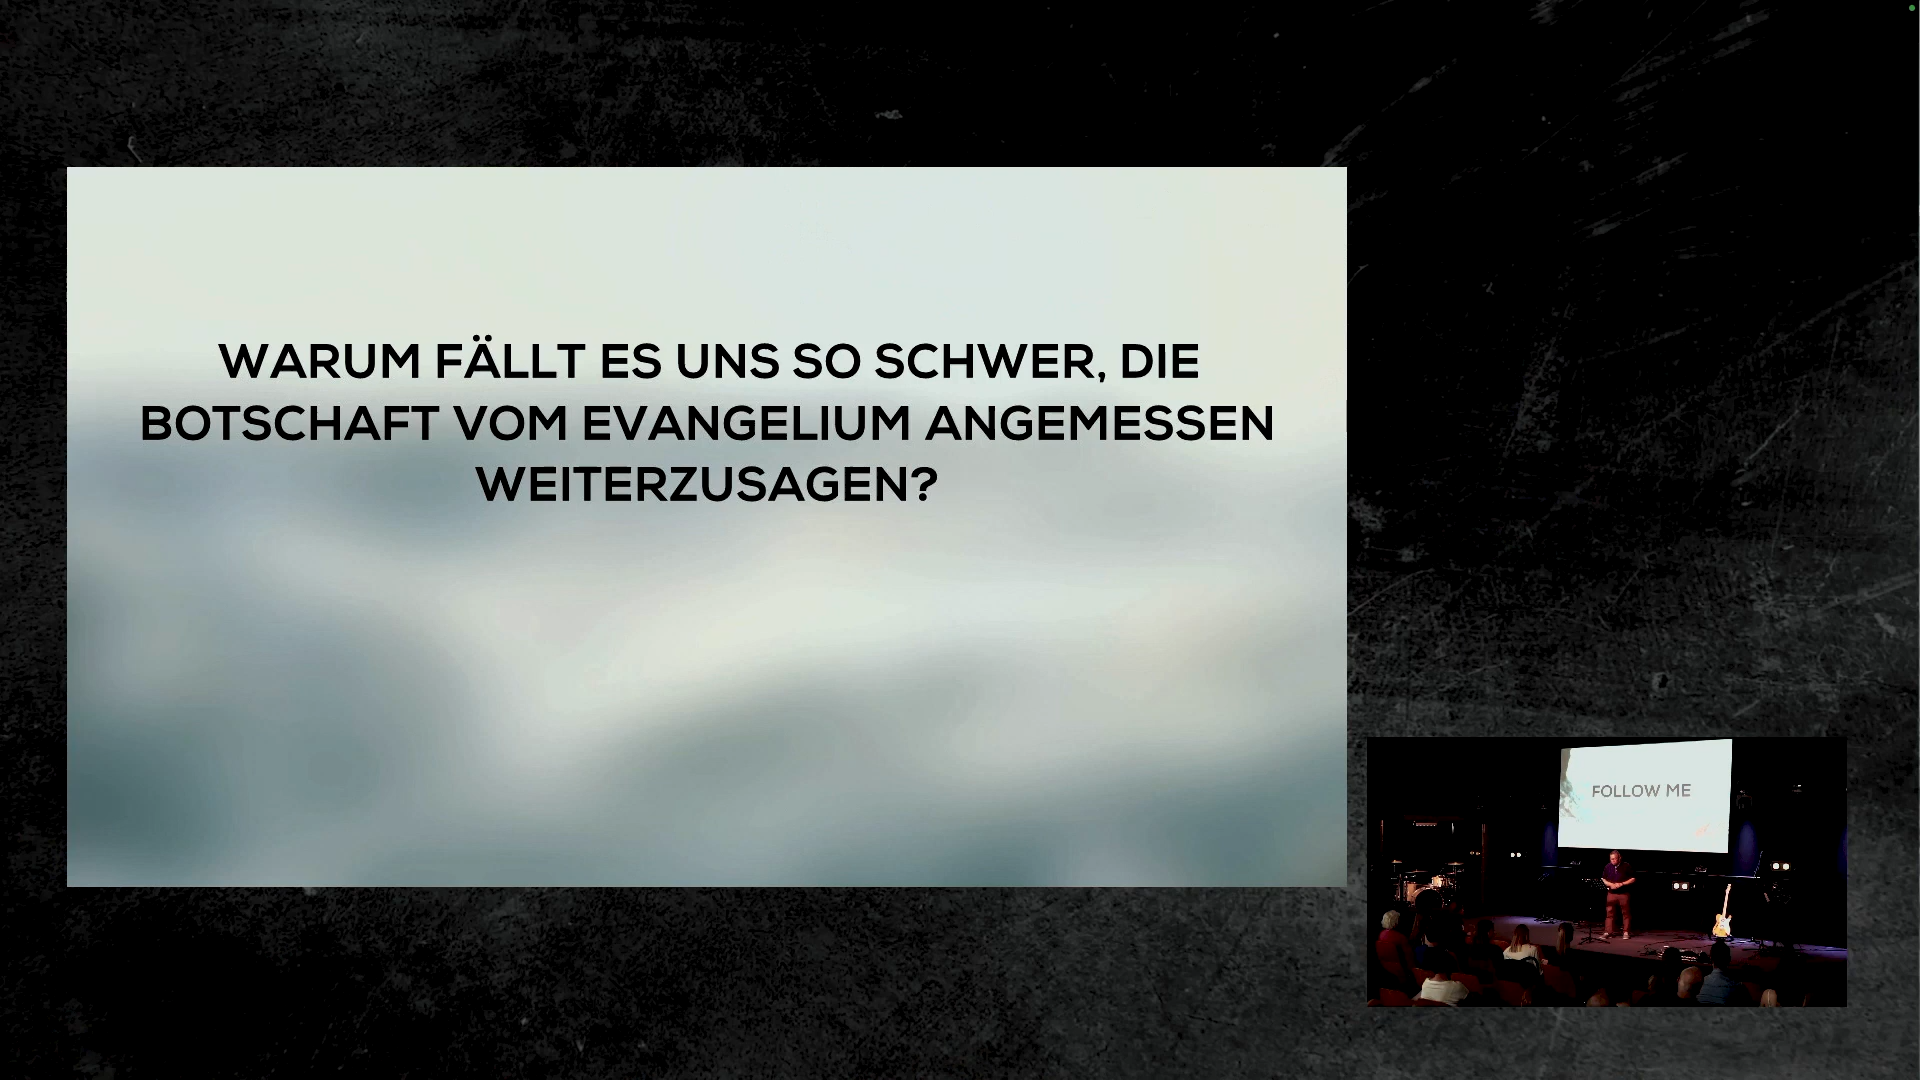 WARUM FÄLLT ES UNS SO SCHWER, DIE
BOTSCHAFT VOM EVANGELIUM ANGEMESSEN
WEITERZUSAGEN?
FOLLOW ME